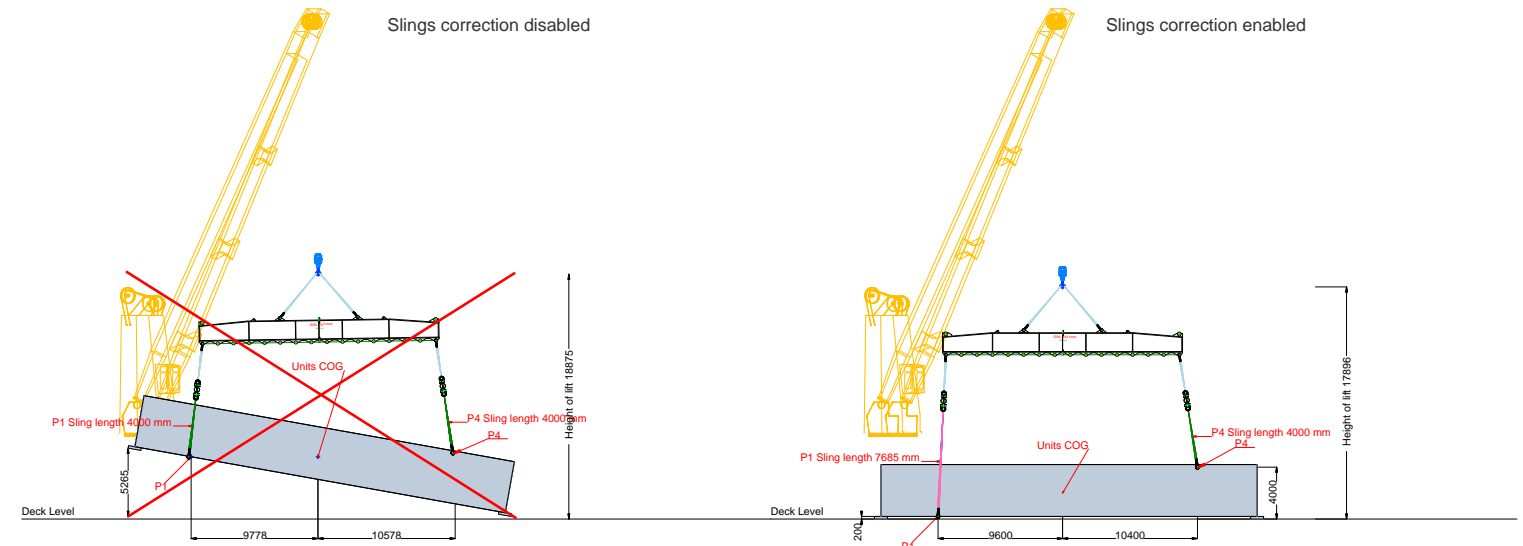 Slings correction disabled
Units COG
P1 Sling length 4000 mm
P4 Sling length 4000 mm
P4
P1
Height of lift 18875
5265
Deck Level
9778
10578
Slings correction enabled
P4 Sling length 4000 mm
P4
Units COG
P1 Sling length 7685 mm
Height of lift 17896
4000
Deck Level
200
9600
10400
P1